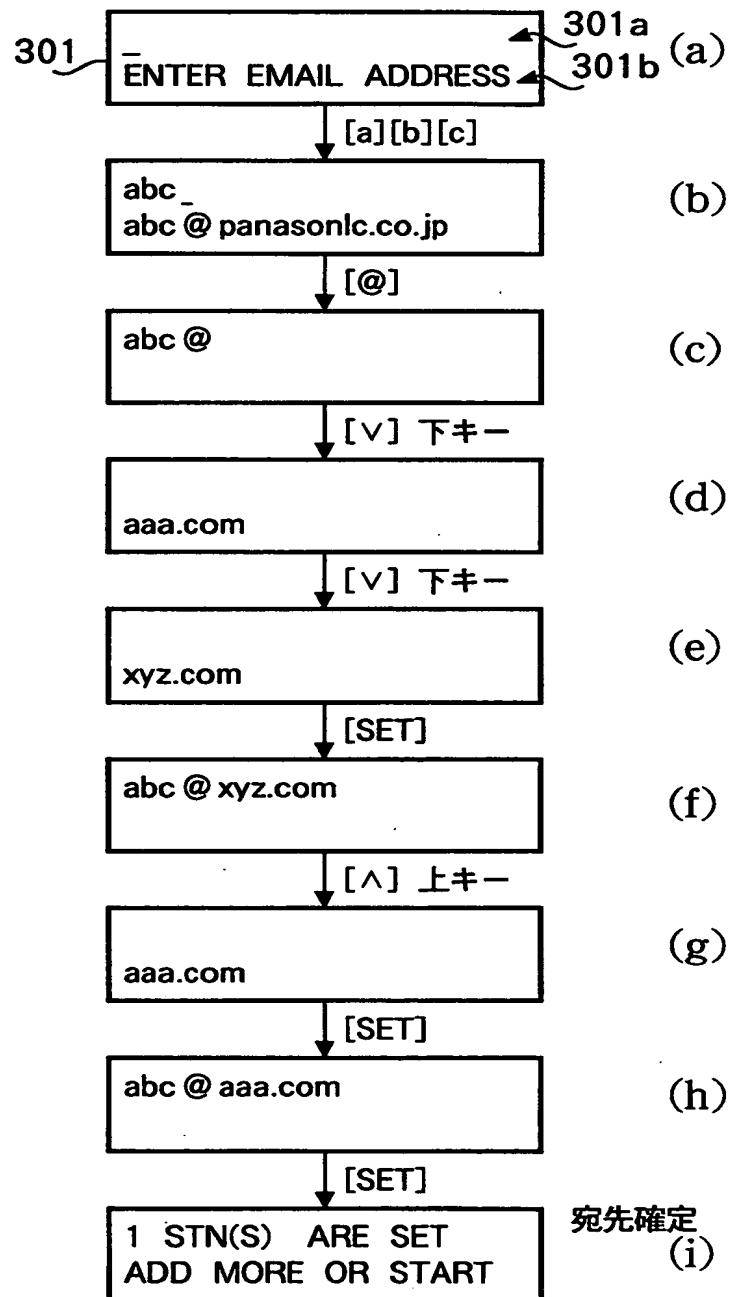 301
301a
(a)
_
ENTER EMAIL ADDRESS
301b
[a][b][c]
abc_
abc@panasonlc.co.jp
(b)
[@]
abc@
(c)
[∨] 下キー
aaa.com
(d)
[∨] 下キー
xyz.com
(e)
[SET]
abc@xyz.com
(f)
[∧] 上キー
aaa.com
(g)
[SET]
abc@aaa.com
(h)
[SET]
1 STN(S) ARE SET
ADD MORE OR START
宛先確定
(i)